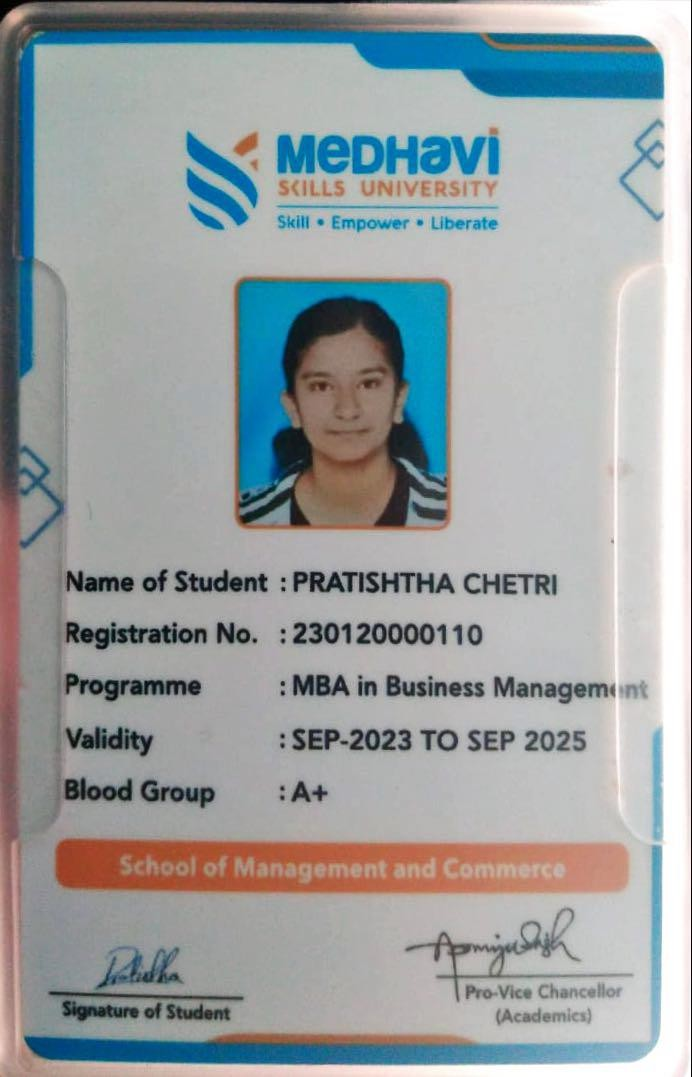 MEDHAVI
SKILLS UNIVERSITY
Skill • Empower • Liberate
Name of Student : PRATISHTHA CHETRI
Registration No. : 230120000110
Programme : MBA in Business Management
Validity : SEP-2023 TO SEP 2025
Blood Group : A+
School of Management and Commerce
Signature of Student
Pro-Vice Chancellor
(Academics)